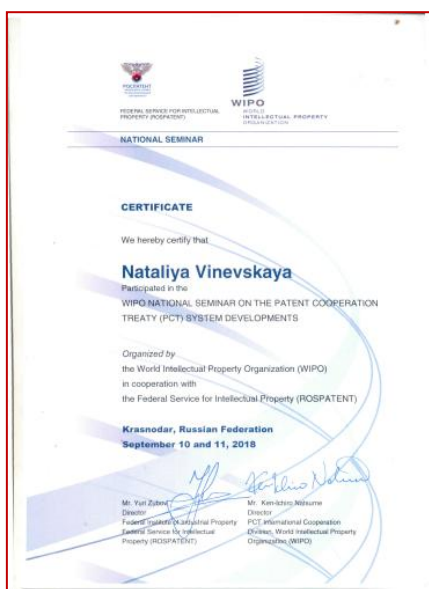 FEDERAL SERVICE FOR INTELLECTUAL
PROPERTY (ROSPATENT)
WIPO
WORLD
INTELLECTUAL PROPERTY
ORGANIZATION
NATIONAL SEMINAR
CERTIFICATE
We hereby certify that
Nataliya Vinevskaya
Participated in the
WIPO NATIONAL SEMINAR ON THE PATENT COOPERATION
TREATY (PCT) SYSTEM DEVELOPMENTS
Organized by
the World Intellectual Property Organization (WIPO)
in cooperation with
the Federal Service for Intellectual Property (ROSPATENT)
Krasnodar, Russian Federation
September 10 and 11, 2018
Mr. Yuri Zubov
Director
Federal Institute of Industrial Property
Federal Service for Intellectual
Property (ROSPATENT)
Mr. Ken-Ichiro Natsume
Director
PCT International Cooperation
Division, World Intellectual Property
Organization (WIPO)